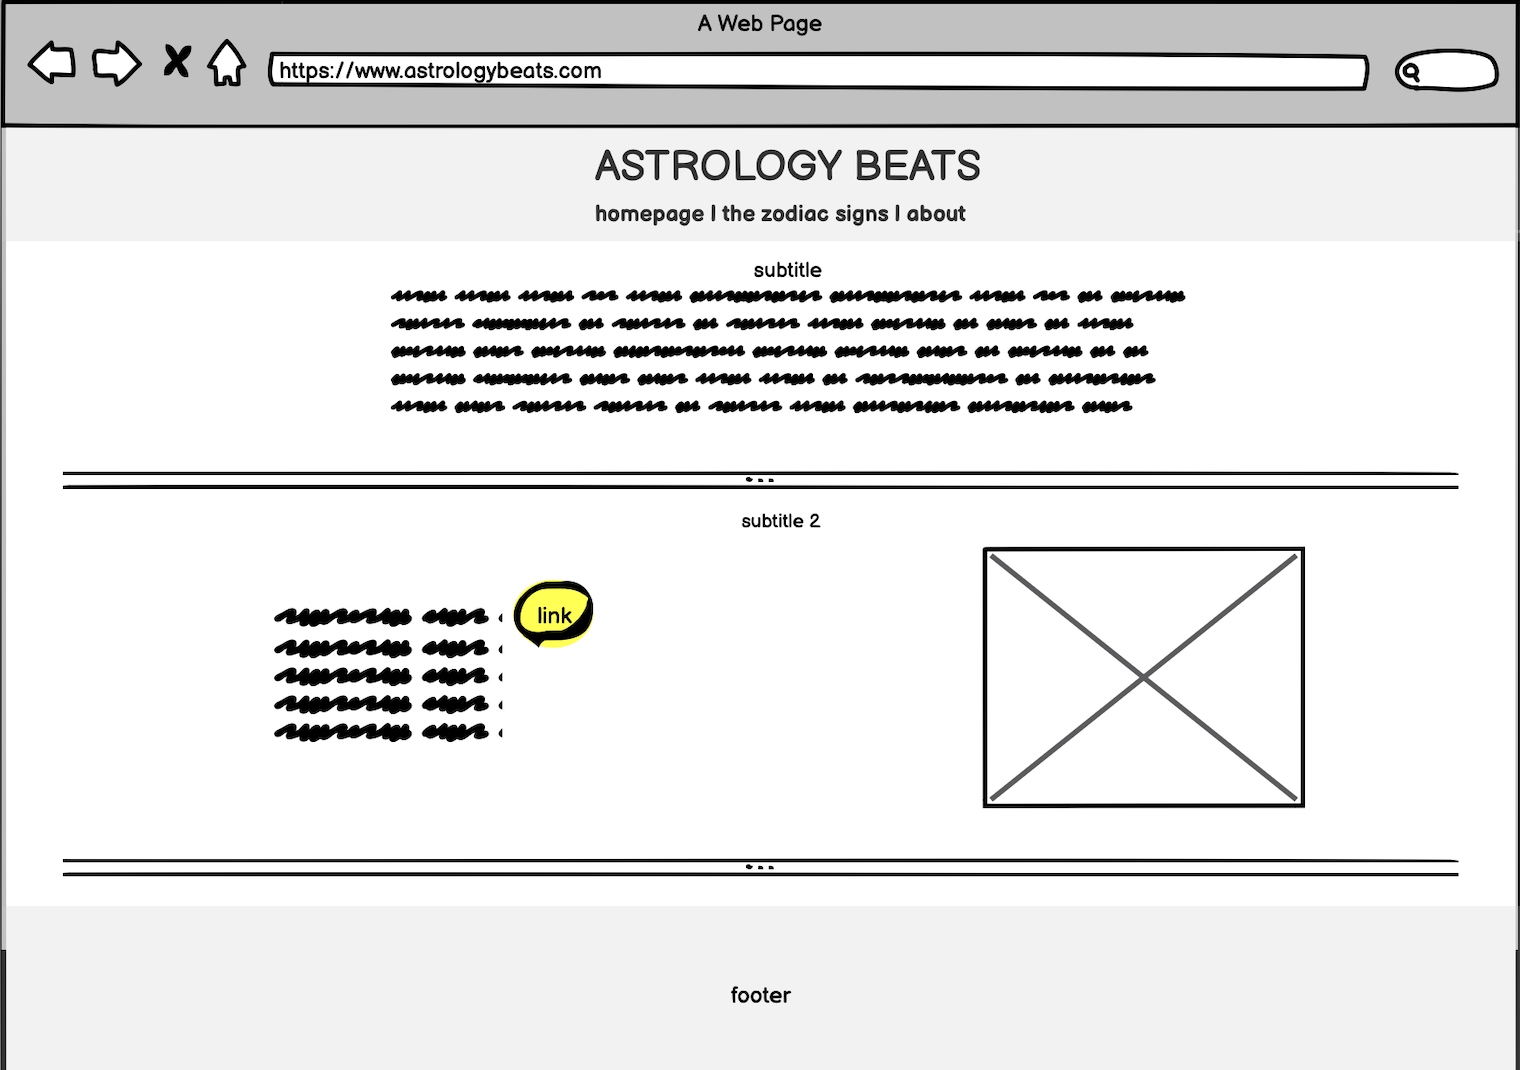 A Web Page
https://www.astrologybeats.com
ASTROLOGY BEATS
homepage | the zodiac signs | about
subtitle
subtitle 2
link
footer